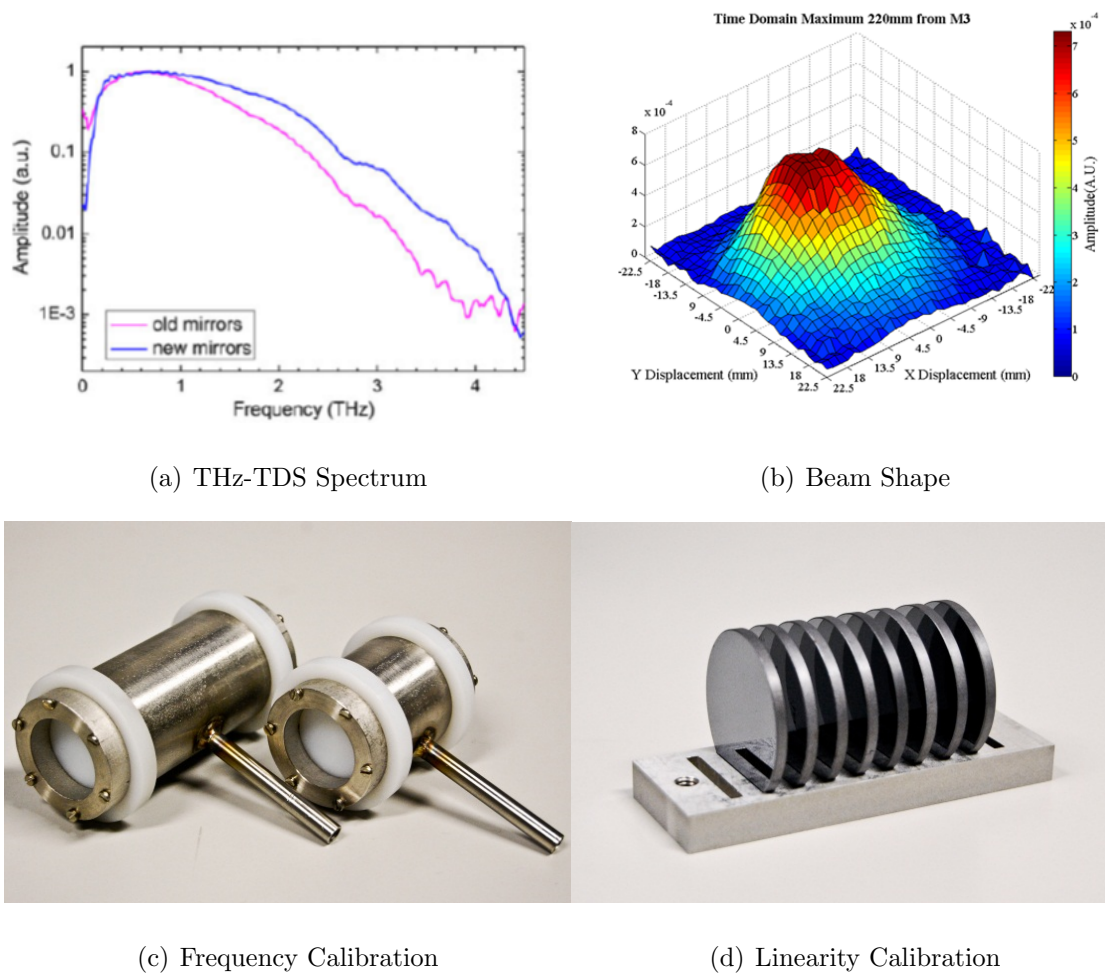 1
0.1
0.01
1E-3
Amplitude (a.u.)
old mirrors
new mirrors
0 1 2 3 4
Frequency (THz)
Time Domain Maximum 220mm from M3
x 10⁻⁴
8
6
4
2
0
-22.5
-18
-13.5
-9
-4.5
0
4.5
9
13.5
18
22.5
Y Displacement (mm)
-22.5
-18
-13.5
-9
-4.5
0
4.5
9
13.5
18
22.5
X Displacement (mm)
x 10⁻⁴
7
6
5
4
3
2
1
0
Amplitude(A.U.)
(a) THz-TDS Spectrum
(b) Beam Shape
(c) Frequency Calibration
(d) Linearity Calibration